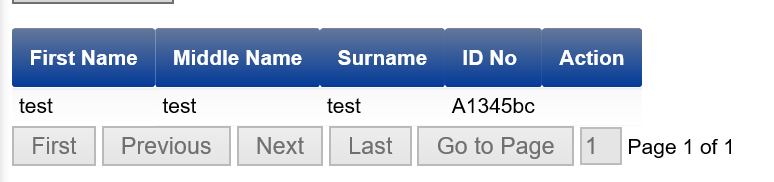 First Name Middle Name Surname ID No Action
test test test A1345bc
First Previous Next Last Go to Page 1 Page 1 of 1